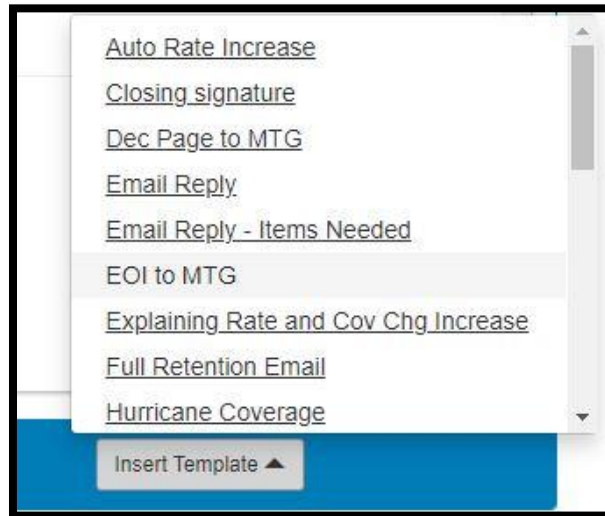 Auto Rate Increase
Closing signature
Dec Page to MTG
Email Reply
Email Reply - Items Needed
EOI to MTG
Explaining Rate and Cov Chg Increase
Full Retention Email
Hurricane Coverage
Insert Template